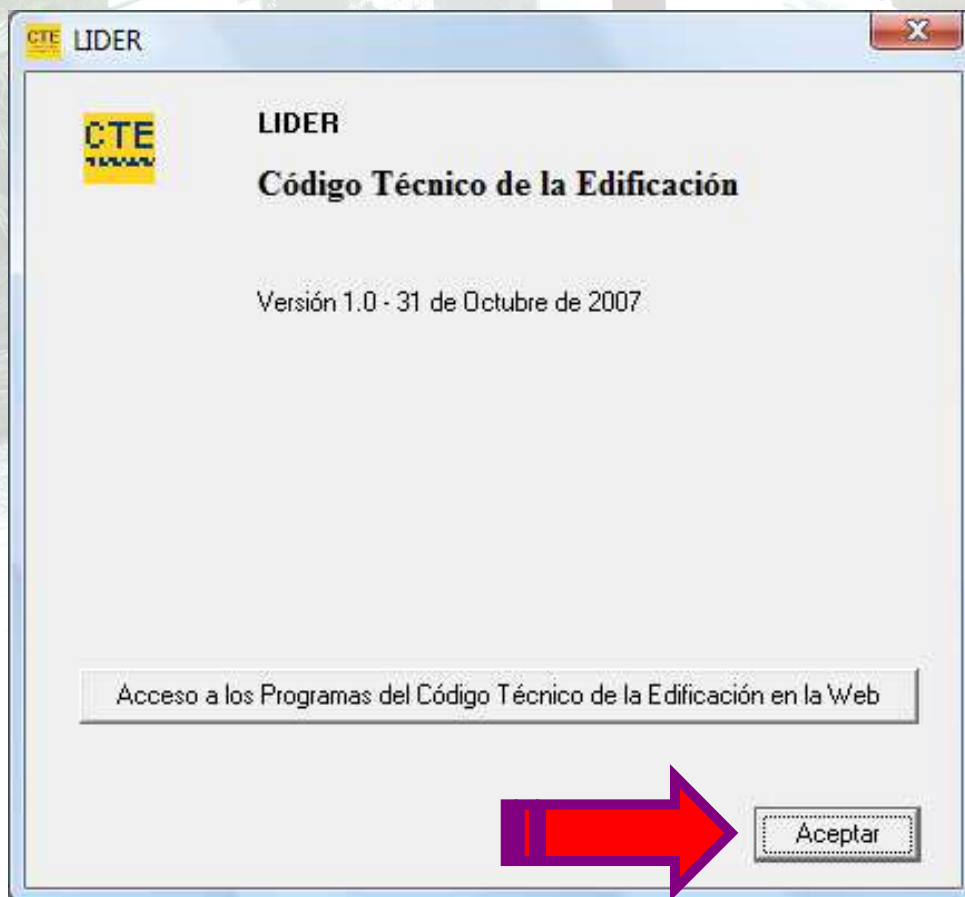 CTE LIDER
CTE
LIDER
Código Técnico de la Edificación
Versión 1.0 - 31 de Octubre de 2007
Acceso a los Programas del Código Técnico de la Edificación en la Web
Aceptar